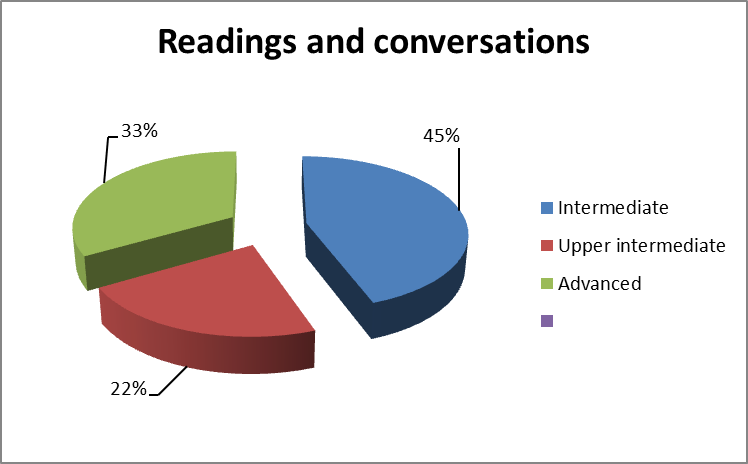 Readings and conversations
33%
45%
22%
Intermediate
Upper intermediate
Advanced